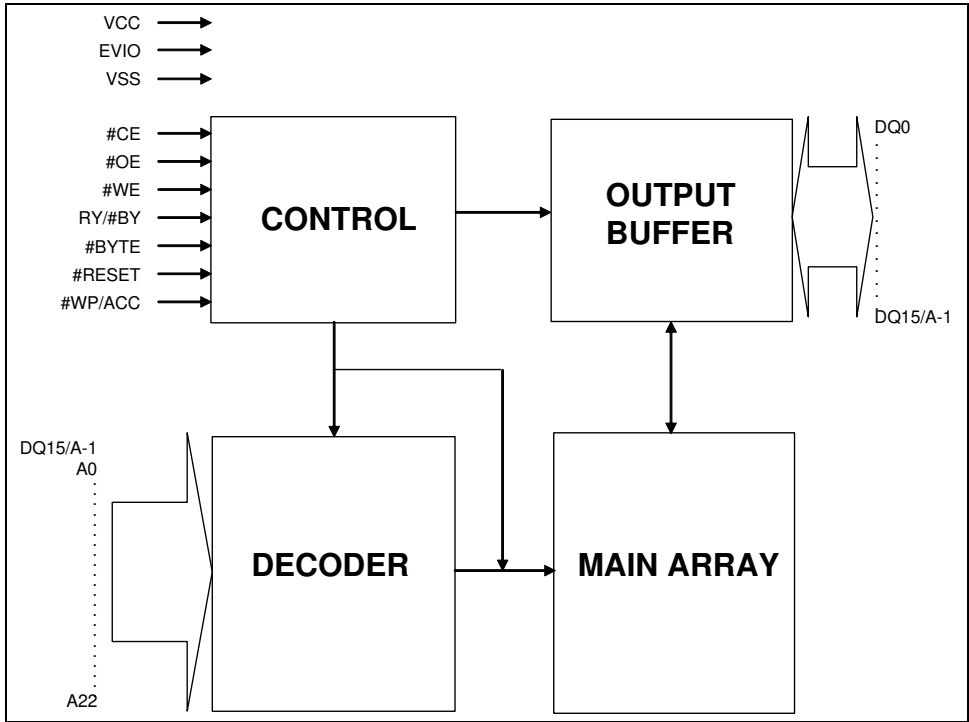 VCC
EVIO
VSS
#CE
#OE
#WE
RY/#BY
#BYTE
#RESET
#WP/ACC
CONTROL
OUTPUT
BUFFER
DQ0
DQ15/A-1
DQ15/A-1
A0
A22
DECODER
MAIN ARRAY